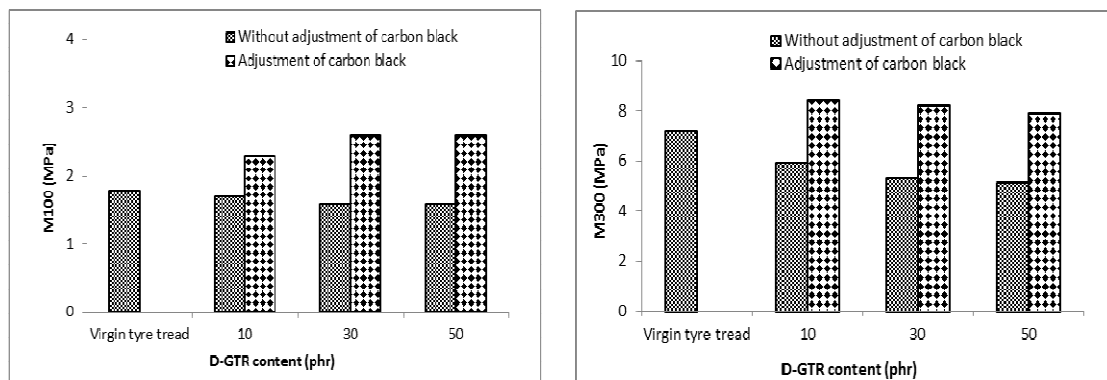 4
3
2
1
0
M100 (MPa)
Without adjustment of carbon black
Adjustment of carbon black
Virgin tyre tread 10 30 50
D-GTR content (phr)
10
8
6
4
2
0
M300 (MPa)
Without adjustment of carbon black
Adjustment of carbon black
Virgin tyre tread 10 30 50
D-GTR content (phr)